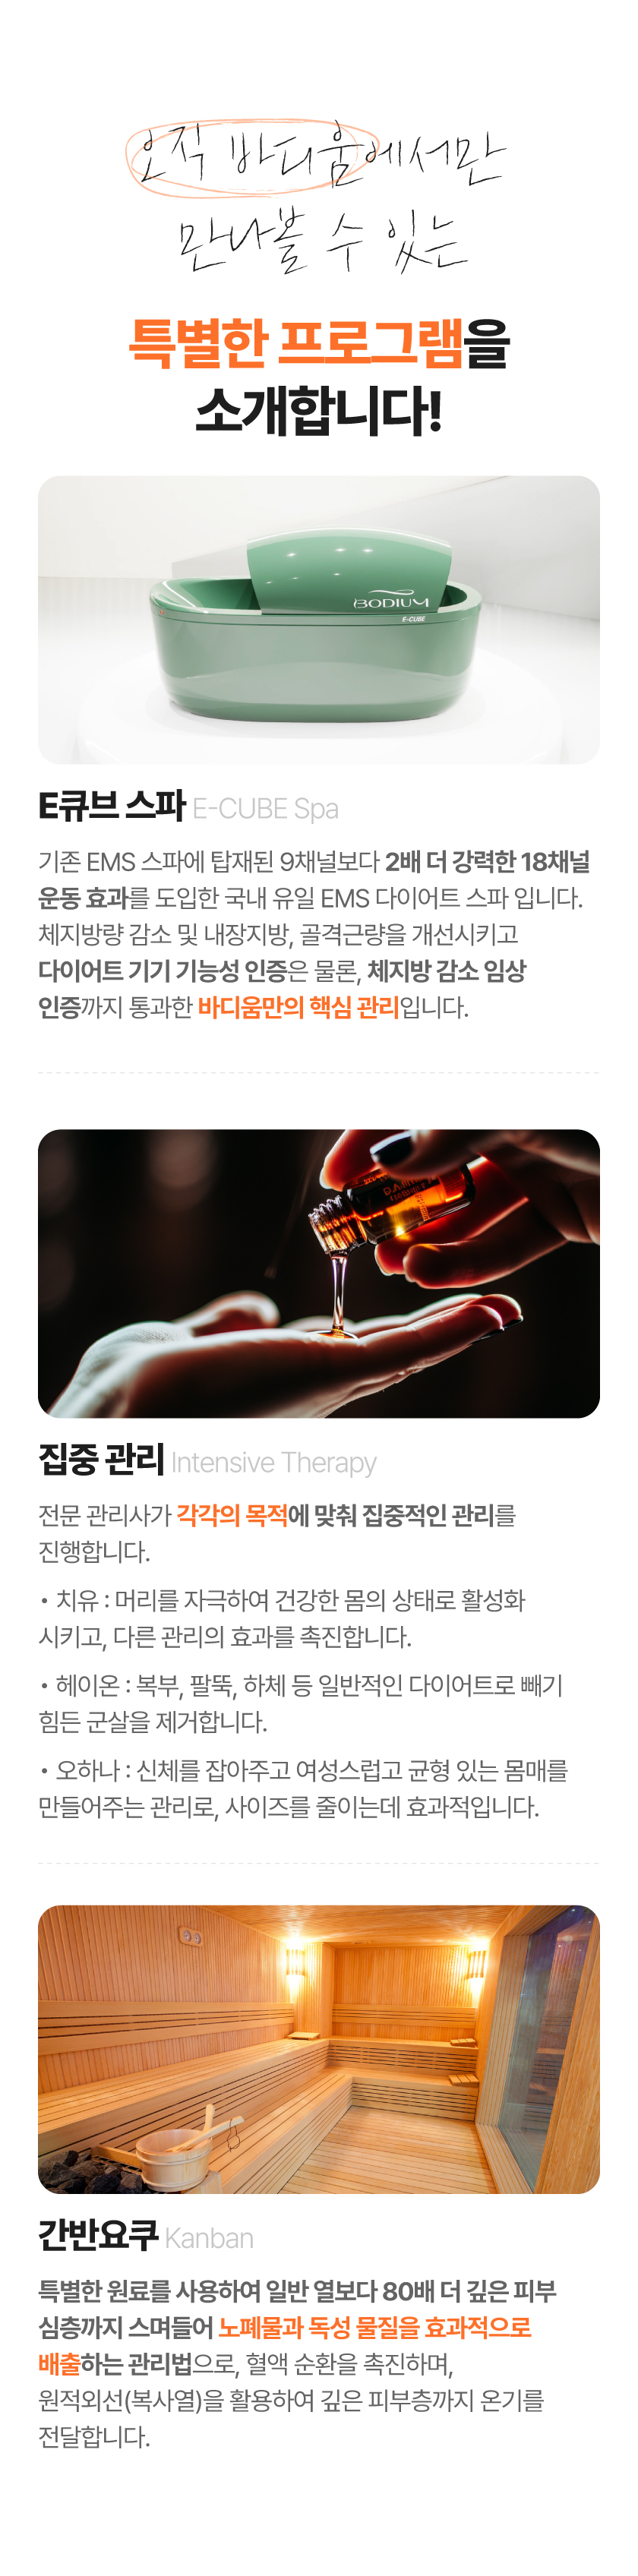 오직 바디움에서만
만나볼 수 있는
특별한 프로그램을
소개합니다!
BODIUM
E-CUBE
E큐브 스파 E-CUBE Spa
기존 EMS 스파에 탑재된 9채널보다 2배 더 강력한 18채널
운동 효과를 도입한 국내 유일 EMS 다이어트 스파 입니다.
체지방량 감소 및 내장지방, 골격근량을 개선시키고
다이어트 기기 기능성 인증은 물론, 체지방 감소 임상
인증까지 통과한 바디움만의 핵심 관리입니다.
집중 관리 Intensive Therapy
전문 관리사가 각각의 목적에 맞춰 집중적인 관리를
진행합니다.
• 치유 : 머리를 자극하여 건강한 몸의 상태로 활성화
시키고, 다른 관리의 효과를 촉진합니다.
• 헤이온 : 복부, 팔뚝, 하체 등 일반적인 다이어트로 빼기
힘든 군살을 제거합니다.
• 오하나 : 신체를 잡아주고 여성스럽고 균형 있는 몸매를
만들어주는 관리로, 사이즈를 줄이는데 효과적입니다.
간반요쿠 Kanban
특별한 원료를 사용하여 일반 열보다 80배 더 깊은 피부
심층까지 스며들어 노폐물과 독성 물질을 효과적으로
배출하는 관리법으로, 혈액 순환을 촉진하며,
원적외선(복사열)을 활용하여 깊은 피부층까지 온기를
전달합니다.